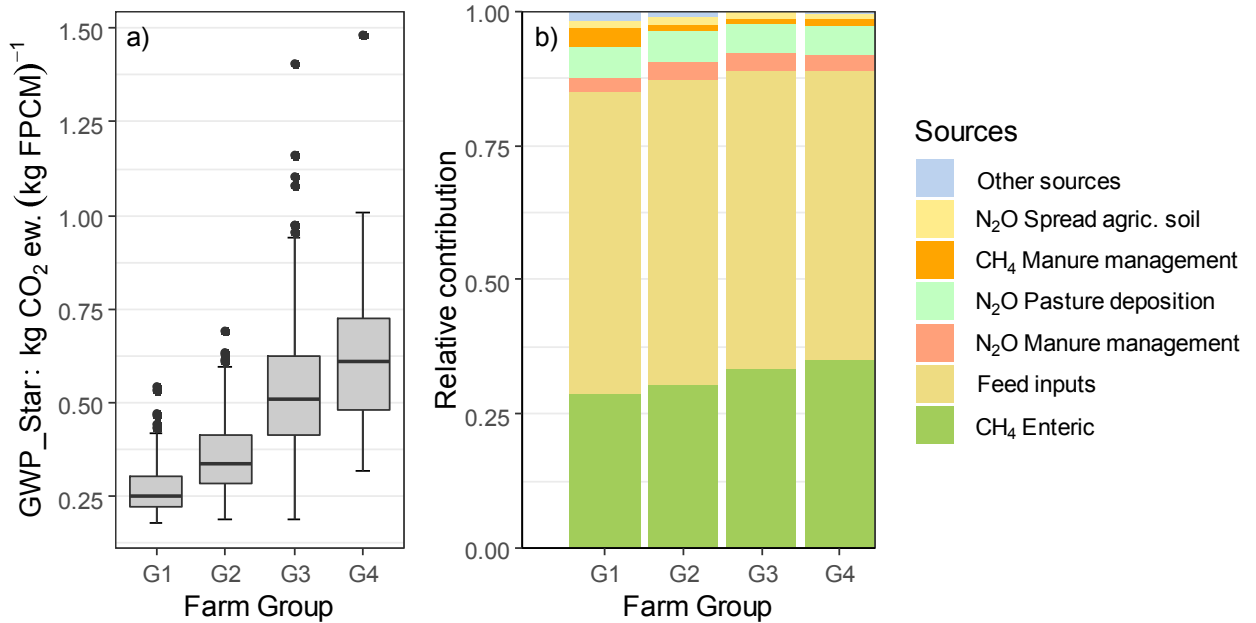 a)
GWP_Star: kg CO₂ ew. (kg FPCM)⁻¹
1.50
1.25
1.00
0.75
0.50
0.25
G1 G2 G3 G4
Farm Group
b)
Relative contribution
1.00
0.75
0.50
0.25
0.00
G1 G2 G3 G4
Farm Group
Sources
Other sources
N₂O Spread agric. soil
CH₄ Manure management
N₂O Pasture deposition
N₂O Manure management
Feed inputs
CH₄ Enteric